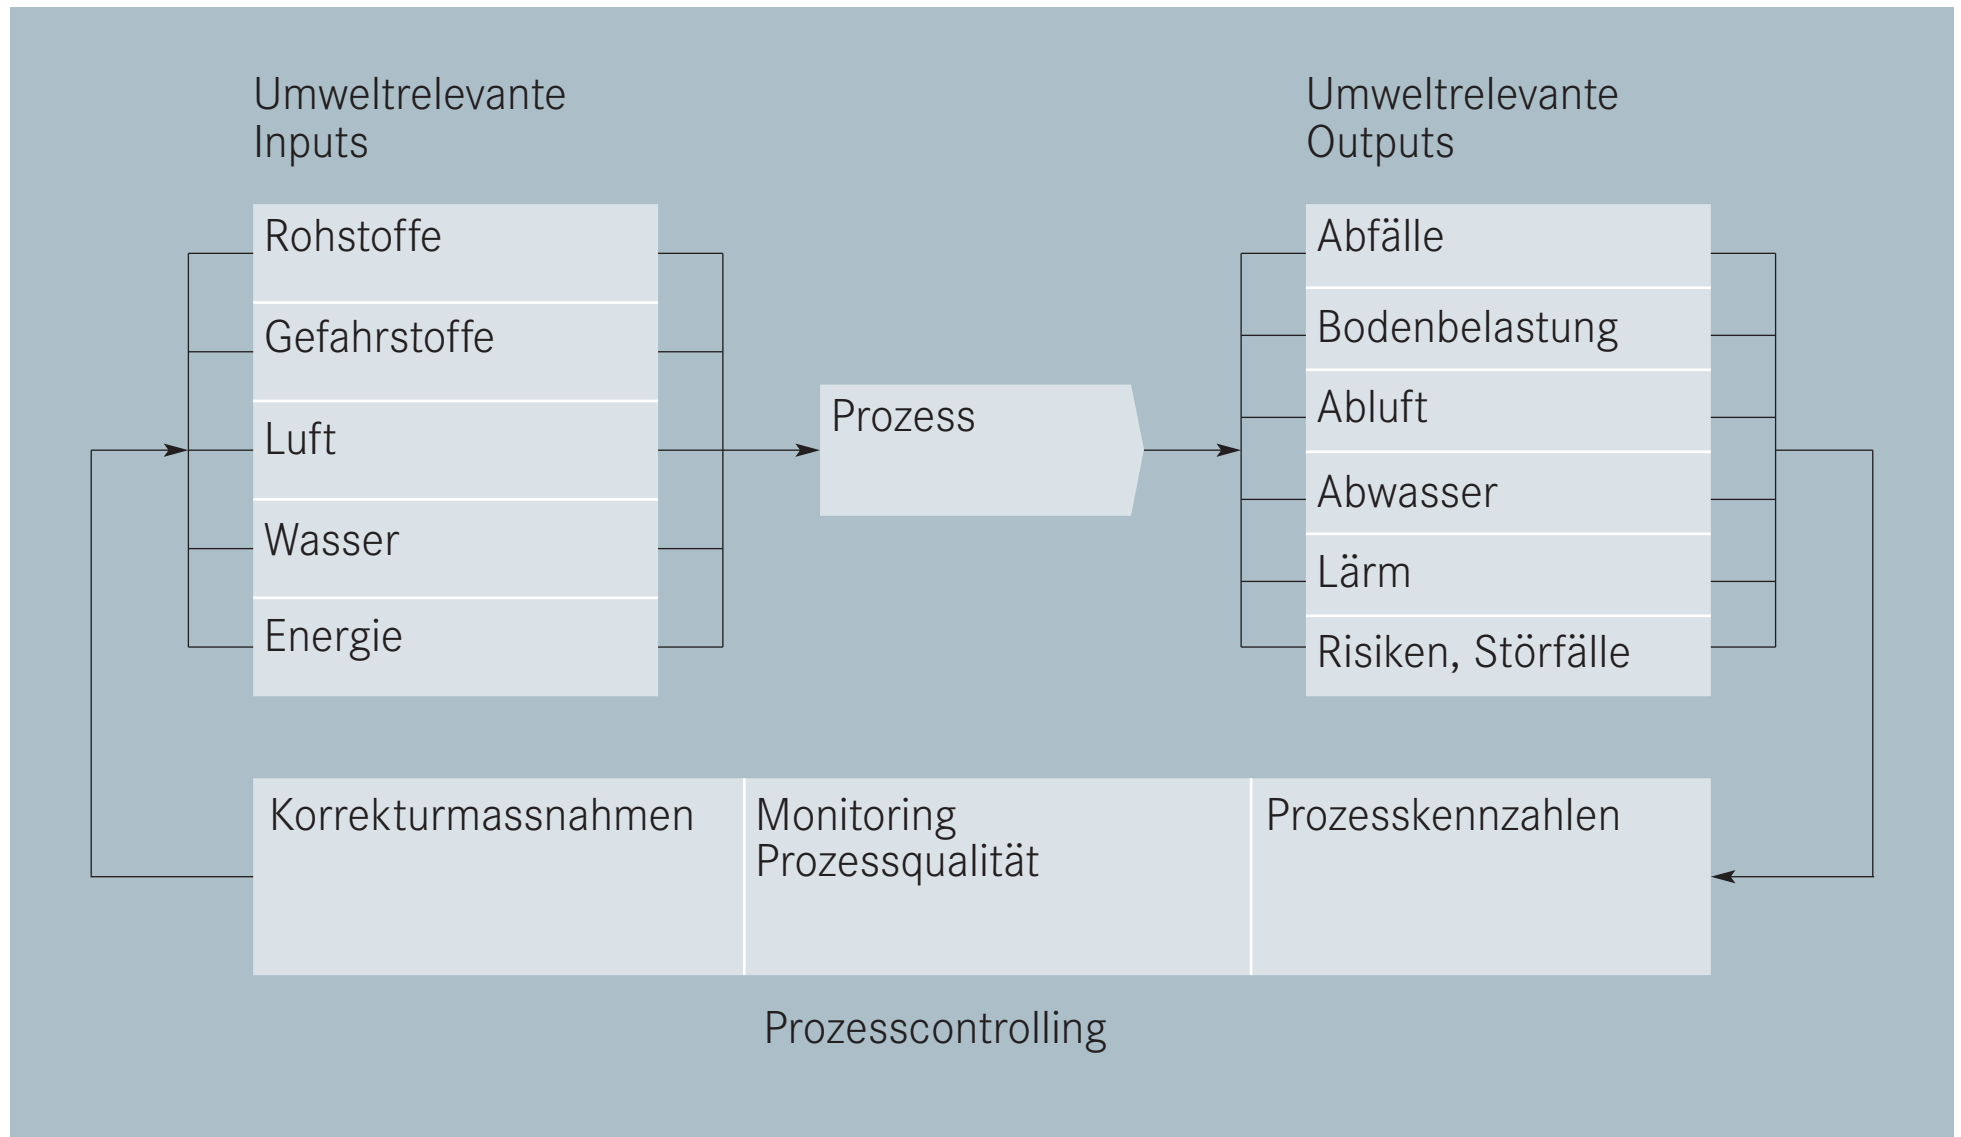 Umweltrelevante
Inputs
Rohstoffe
Gefahrstoffe
Luft
Wasser
Energie
Prozess
Umweltrelevante
Outputs
Abfälle
Bodenbelastung
Abluft
Abwasser
Lärm
Risiken, Störfälle
Korrekturmassnahmen
Monitoring
Prozessqualität
Prozesskennzahlen
Prozesscontrolling